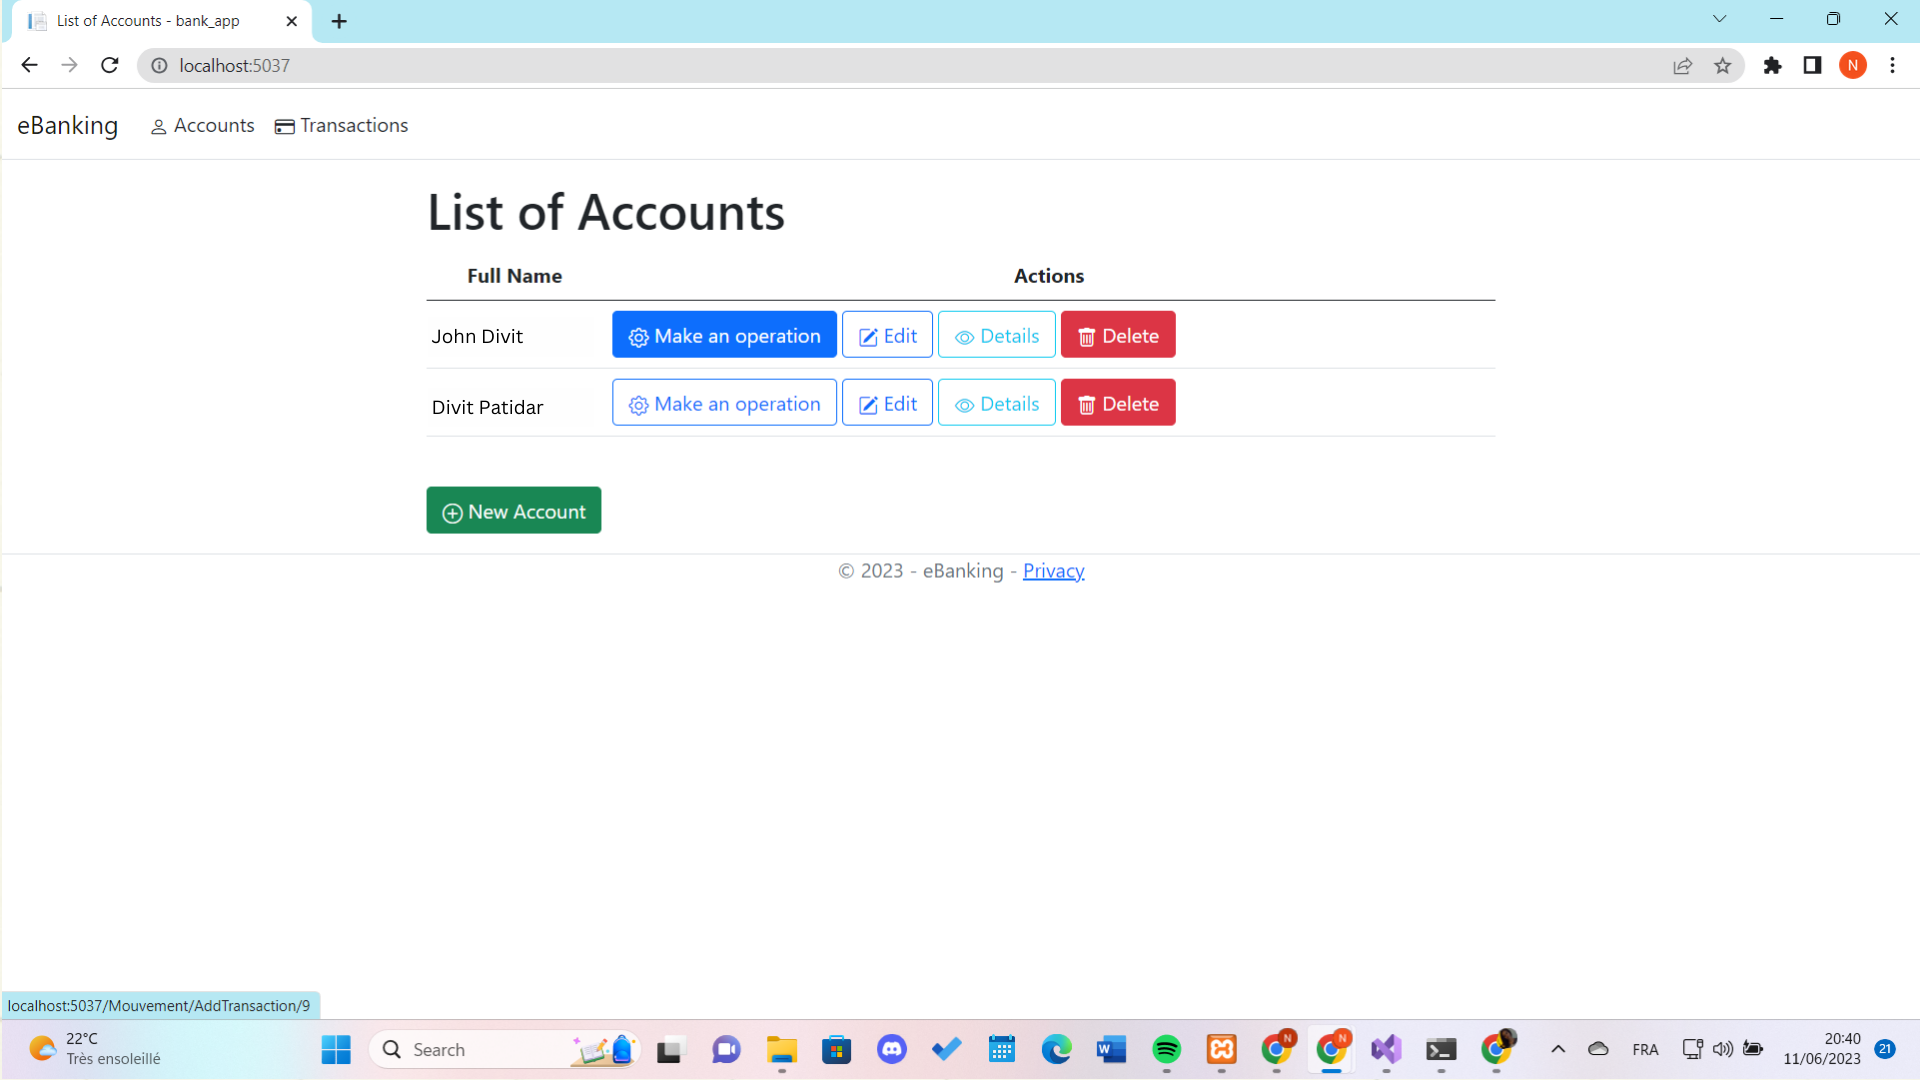 List of Accounts - bank_app
localhost:5037
N
eBanking Accounts Transactions
List of Accounts
Full Name Actions
John Divit Make an operation Edit Details Delete
Divit Patidar Make an operation Edit Details Delete
New Account
© 2023 - eBanking - Privacy
localhost:5037/Mouvement/AddTransaction/9
22°C
Très ensoleillé
Search
W
N
N
FRA
20:40
11/06/2023
21